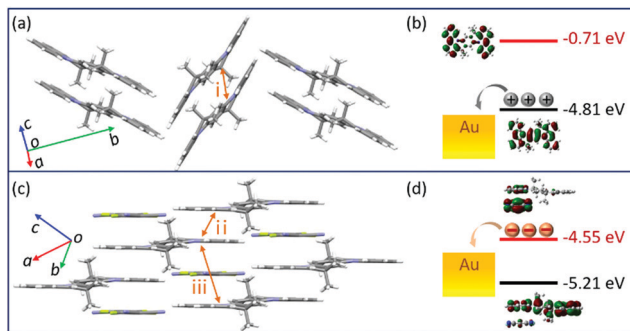 (a)
i
c
o
a
b
(b)
-0.71 eV
+ + +
-4.81 eV
Au
(c)
c
o
a
b
ii
iii
(d)
− − −
-4.55 eV
Au
-5.21 eV